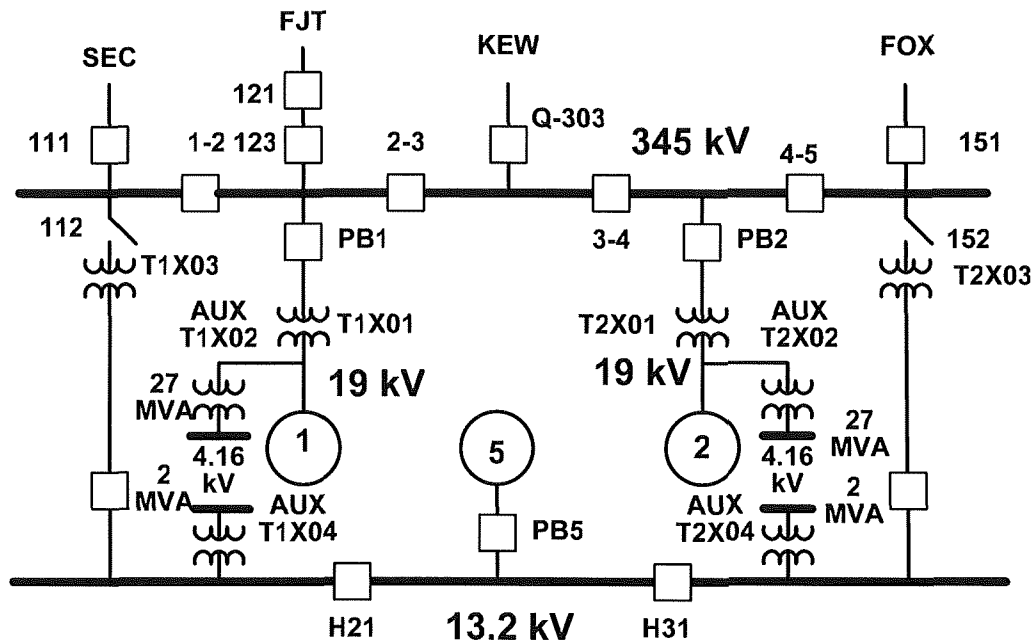 FJT
SEC
KEW
FOX
121
Q-303
111
1-2
123
2-3
345 kV
4-5
151
112
PB1
3-4
PB2
152
T1X03
T2X03
AUX
T1X02
T1X01
T2X01
AUX
T2X02
19 kV
19 kV
27
MVA
1
5
2
27
MVA
4.16
kV
4.16
kV
2
MVA
2
MVA
AUX
T1X04
PB5
AUX
T2X04
H21
13.2 kV
H31